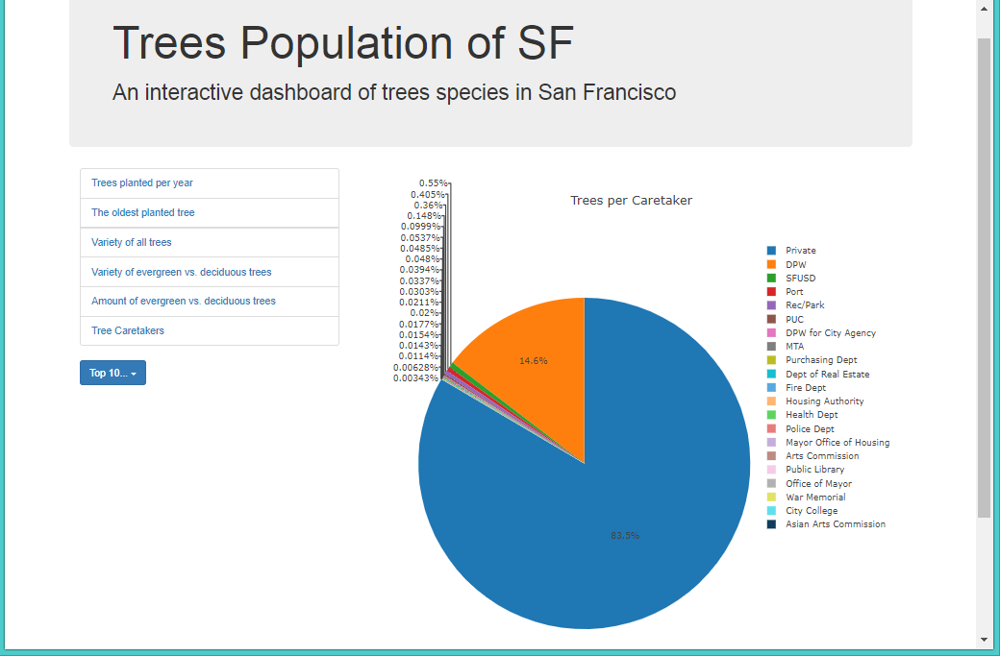 Trees Population of SF
An interactive dashboard of trees species in San Francisco
Trees planted per year
The oldest planted tree
Variety of all trees
Variety of evergreen vs. deciduous trees
Amount of evergreen vs. deciduous trees
Tree Caretakers
Top 10...
Trees per Caretaker
0.55%
0.405%
0.36%
0.148%
0.0999%
0.0537%
0.0485%
0.048%
0.0394%
0.0337%
0.0303%
0.0211%
0.02%
0.0177%
0.0154%
0.0143%
0.0114%
0.00628%
0.00343%
14.6%
83.5%
Private
DPW
SFUSD
Port
Rec/Park
PUC
DPW for City Agency
MTA
Purchasing Dept
Dept of Real Estate
Fire Dept
Housing Authority
Health Dept
Police Dept
Mayor Office of Housing
Arts Commission
Public Library
Office of Mayor
War Memorial
City College
Asian Arts Commission